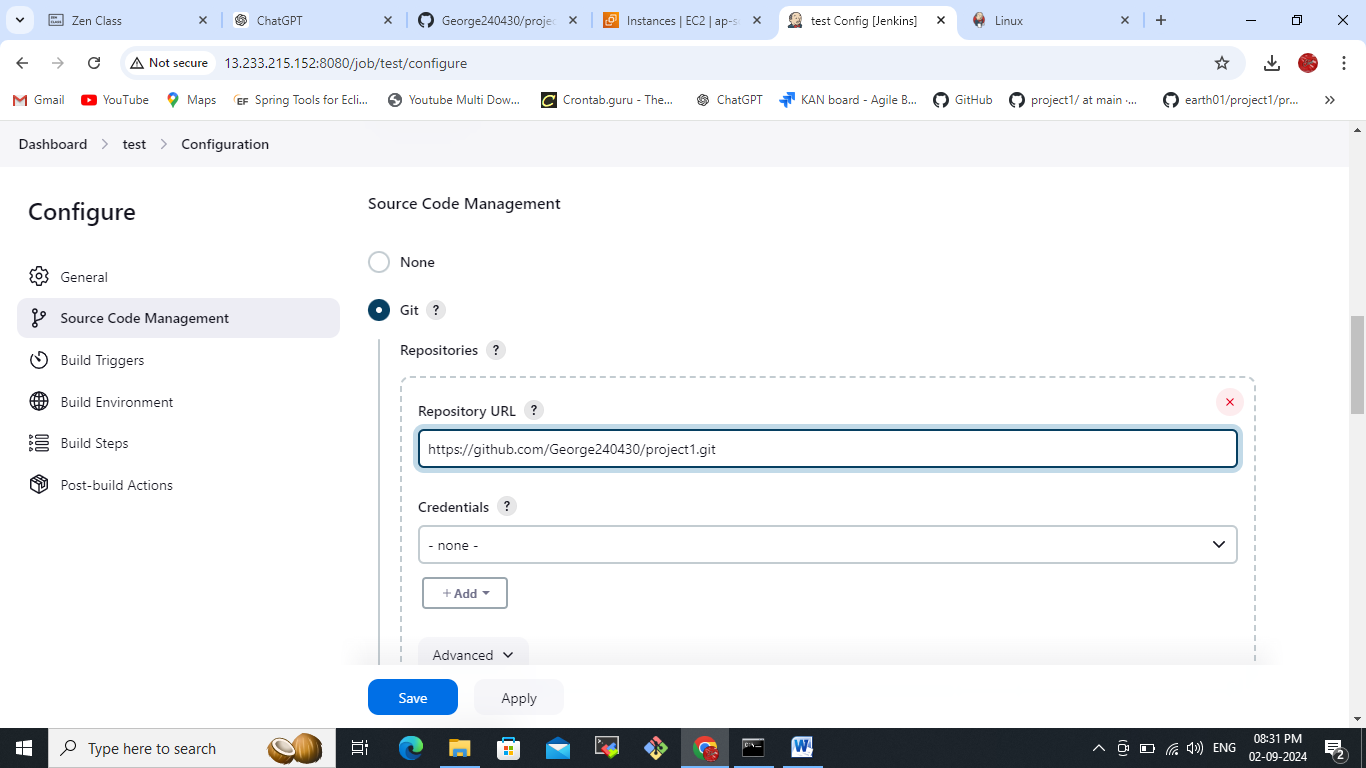 Zen Class
ChatGPT
George240430/projec
Instances | EC2 | ap-s
test Config [Jenkins]
Linux
Not secure
13.233.215.152:8080/job/test/configure
Gmail
YouTube
Maps
EF Spring Tools for Ecli...
Youtube Multi Dow...
Crontab.guru - The...
ChatGPT
KAN board - Agile B...
GitHub
project1/ at main ·...
earth01/project1/pr...
Dashboard
test
Configuration
Configure
General
Source Code Management
Build Triggers
Build Environment
Build Steps
Post-build Actions
Source Code Management
None
Git ?
Repositories ?
Repository URL ?
https://github.com/George240430/project1.git
Credentials ?
- none -
+ Add
Advanced
Save
Apply
Type here to search
ENG
08:31 PM
02-09-2024
2